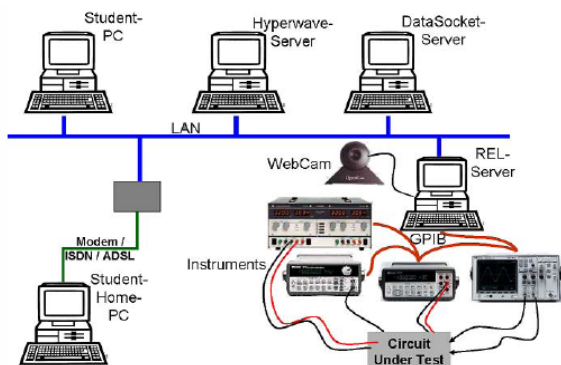 Student-
PC
Hyperwave-
Server
DataSocket-
Server
LAN
WebCam
REL-
Server
Modem /
ISDN / ADSL
GPIB
Instruments
Student-
Home-
PC
Circuit
Under Test